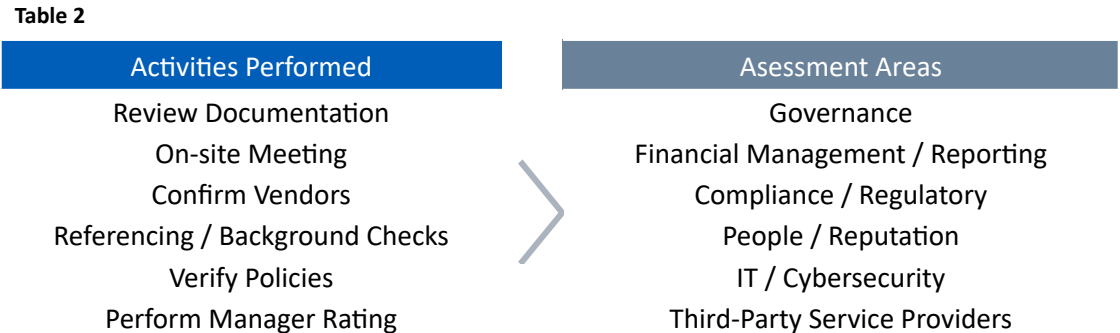 Table 2
Activities Performed
Review Documentation
On-site Meeting
Confirm Vendors
Referencing / Background Checks
Verify Policies
Perform Manager Rating
Asessment Areas
Governance
Financial Management / Reporting
Compliance / Regulatory
People / Reputation
IT / Cybersecurity
Third-Party Service Providers